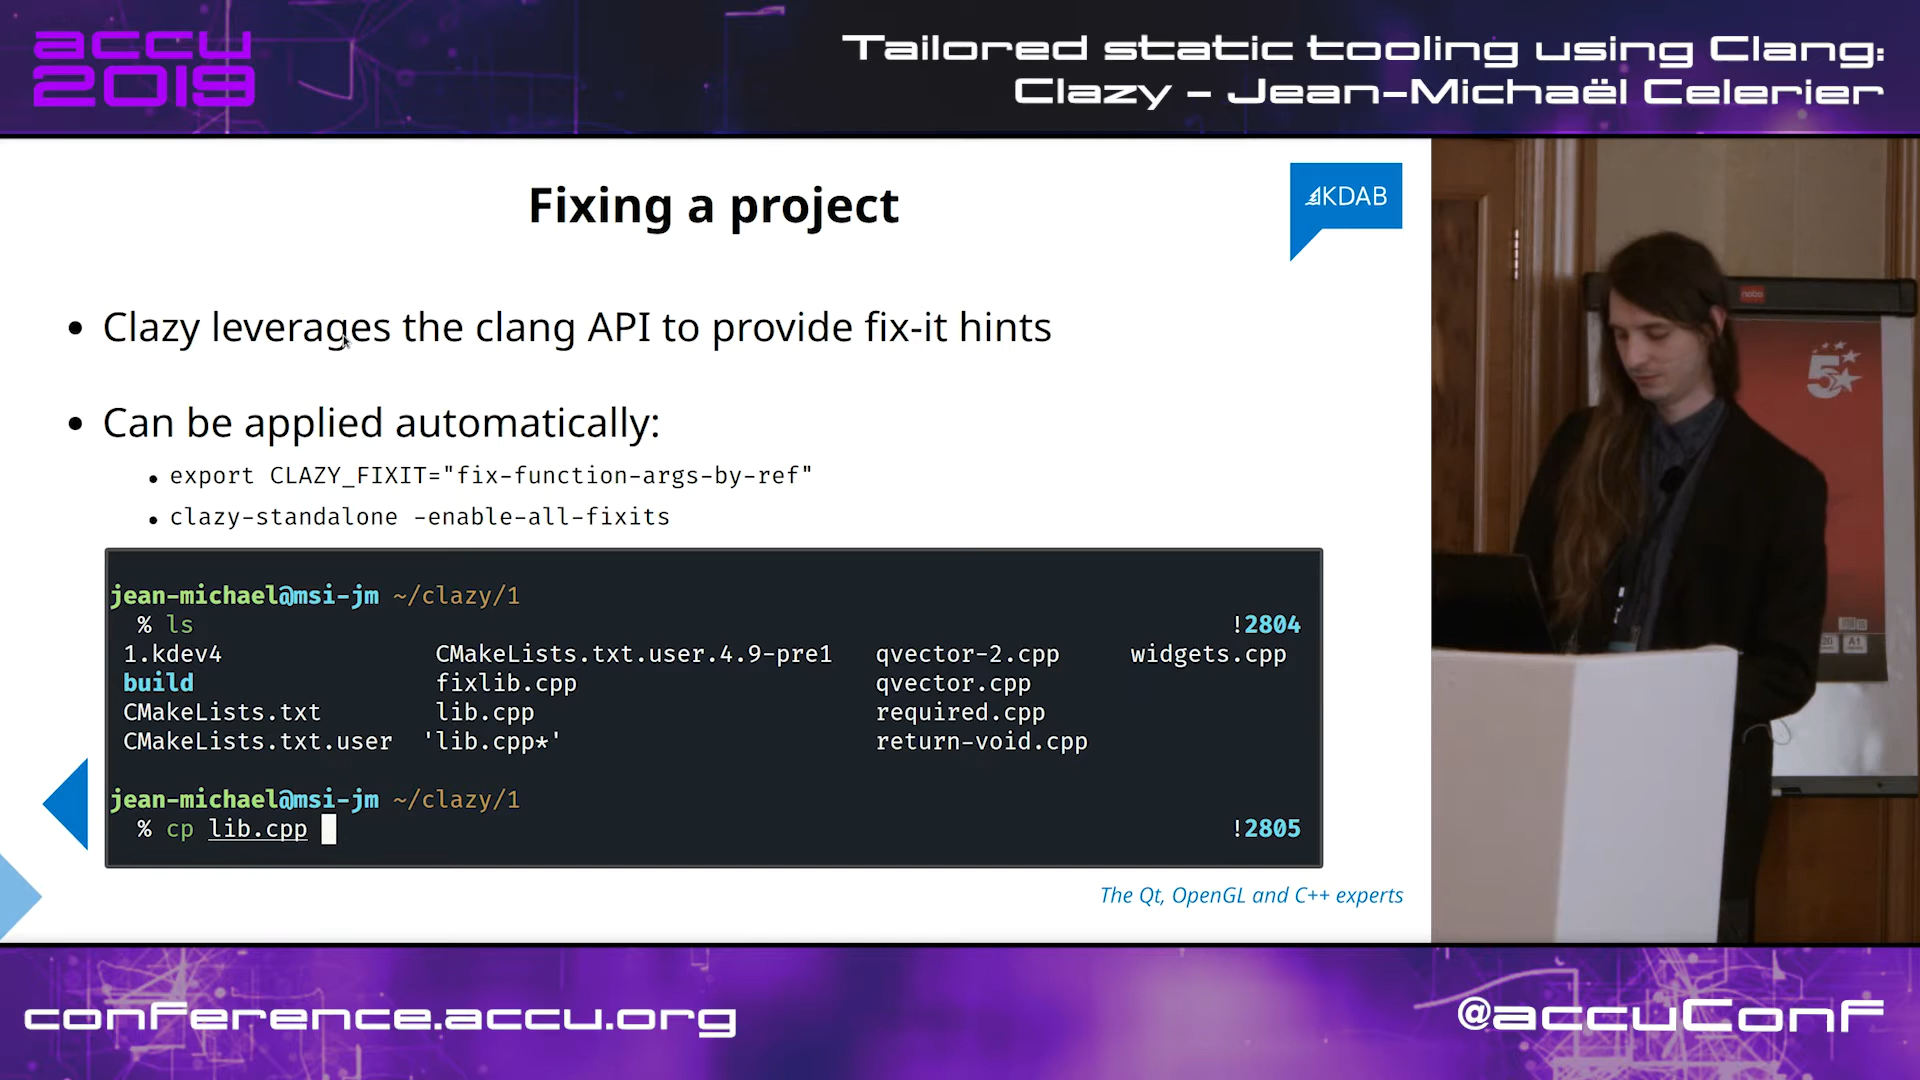 accu
2019
Tailored static tooling using Clang:
Clazy - Jean-Michaël Celerier
Fixing a project
KDAB
• Clazy leverages the clang API to provide fix-it hints
• Can be applied automatically:
• export CLAZY_FIXIT="fix-function-args-by-ref"
• clazy-standalone -enable-all-fixits
jean-michael@msi-jm ~/clazy/1
% ls !2804
1.kdev4 CMakeLists.txt.user.4.9-pre1 qvector-2.cpp widgets.cpp
build fixlib.cpp qvector.cpp
CMakeLists.txt lib.cpp required.cpp
CMakeLists.txt.user 'lib.cpp*' return-void.cpp
jean-michael@msi-jm ~/clazy/1
% cp lib.cpp !2805
The Qt, OpenGL and C++ experts
nobo
5
A1
conference.accu.org
@accuConf